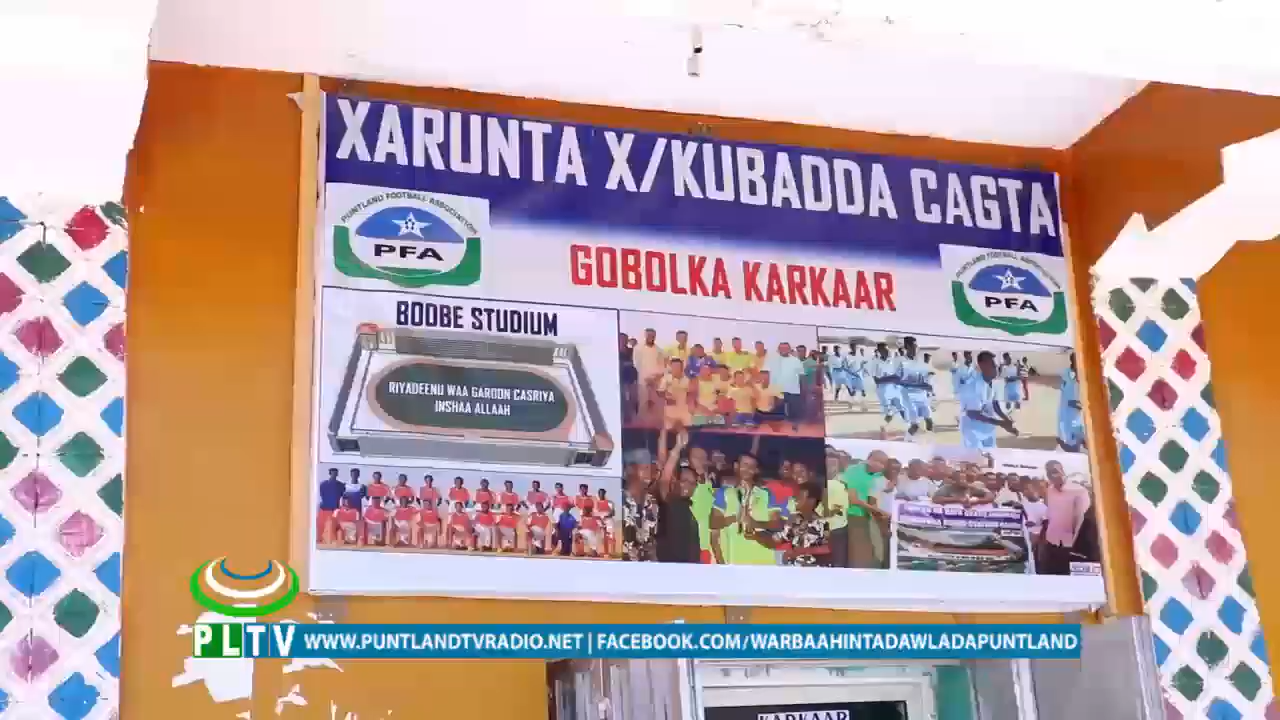 XARUNTA X/KUBADDA CAGTA
PUNTLAND FOOTBALL ASSOCIATION
PFA
GOBOLKA KARKAAR
PUNTLAND FOOTBALL ASSOCIATION
PFA
BOOBE STUDIUM
RIYADEENU WAA GAROON CASRIYA
INSHAA ALLAAH
PLTV WWW.PUNTLANDTVRADIO.NET | FACEBOOK.COM/WARBAAHINTADAWLADAPUNTLAND
KARKAAR